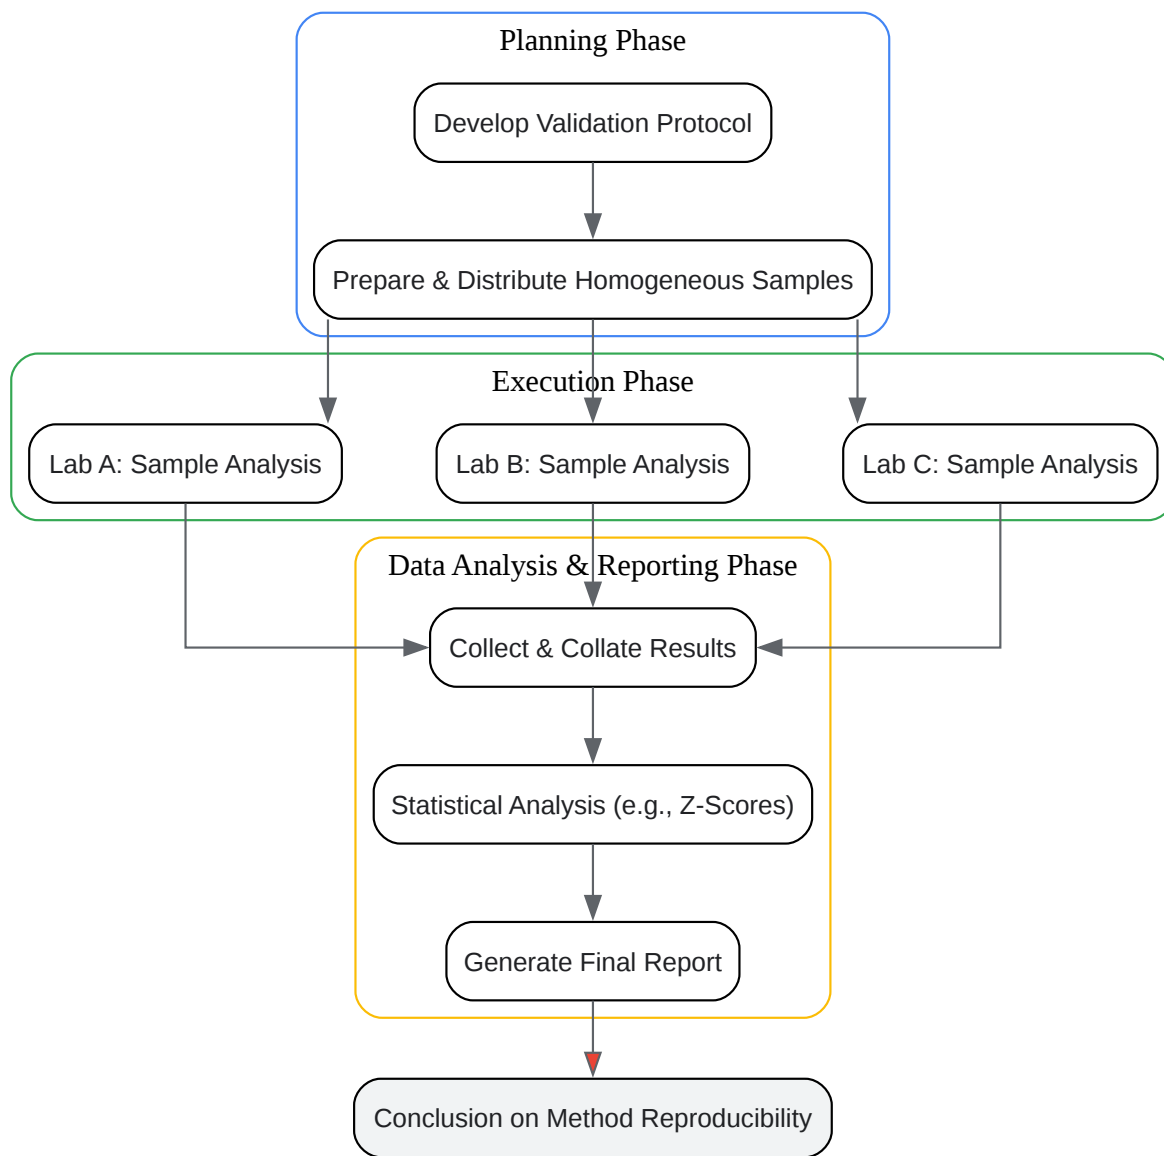 Planning Phase
Develop Validation Protocol
Prepare & Distribute Homogeneous Samples
Execution Phase
Lab A: Sample Analysis
Lab B: Sample Analysis
Lab C: Sample Analysis
Data Analysis & Reporting Phase
Collect & Collate Results
Statistical Analysis (e.g., Z-Scores)
Generate Final Report
Conclusion on Method Reproducibility